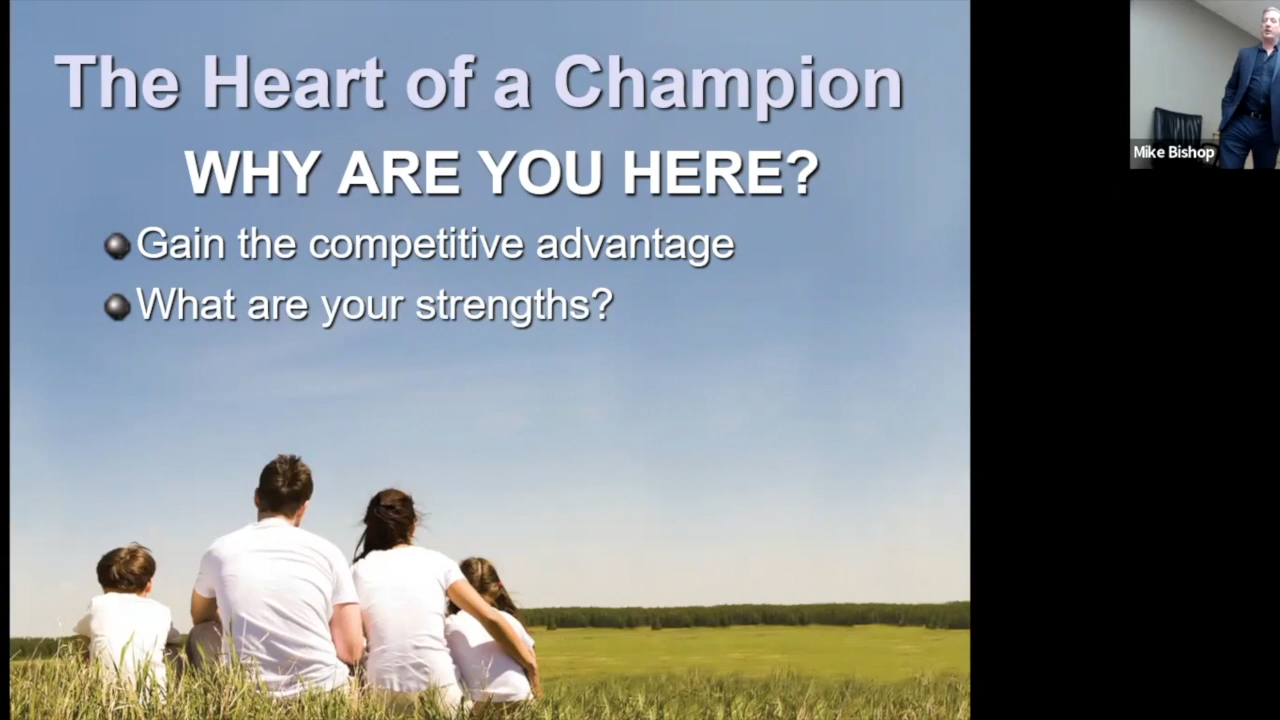 The Heart of a Champion
WHY ARE YOU HERE?
Gain the competitive advantage
What are your strengths?
Mike Bishop